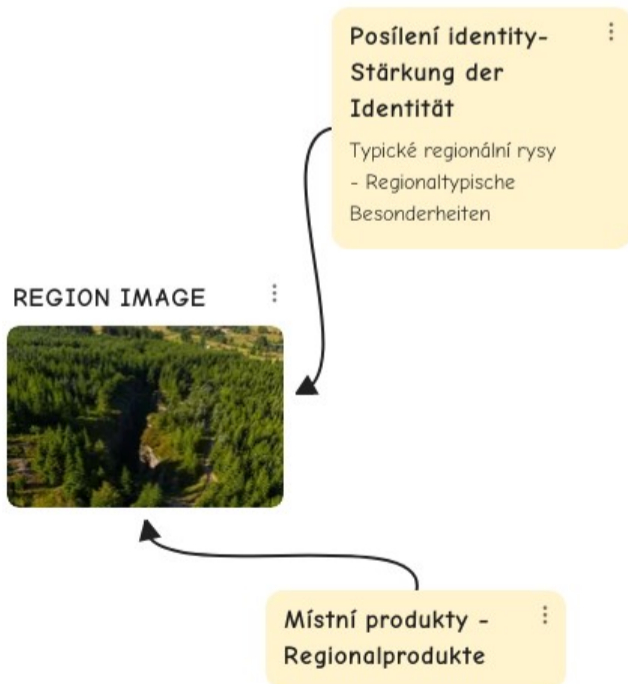 Posílení identity-
Stärkung der
Identität
Typické regionální rysy
- Regionaltypische
Besonderheiten
REGION IMAGE
Místní produkty -
Regionalprodukte